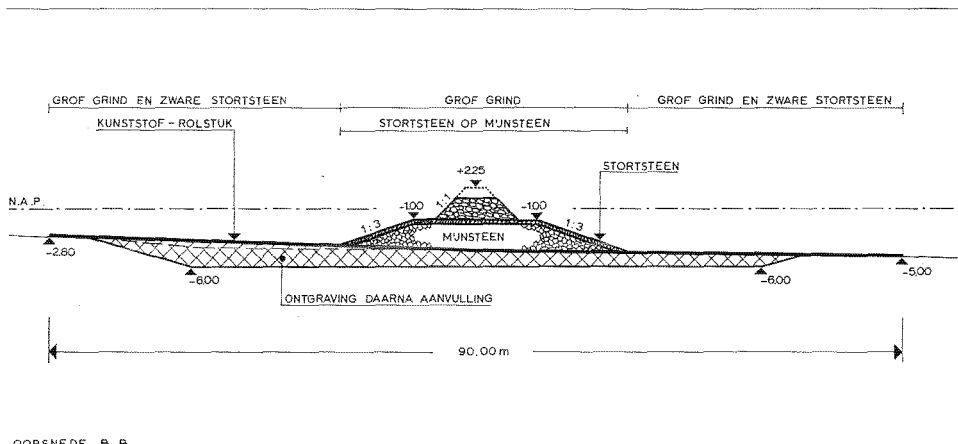 GROF GRIND EN ZWARE STORTSTEEN
GROF GRIND
GROF GRIND EN ZWARE STORTSTEEN
KUNSTSTOF-ROLSTUK
STORTSTEEN OP MIJNSTEEN
+2.25
STORTSTEEN
N.A.P.
-1.00
1:1
-1.00
1:3
1:3
MIJNSTEEN
-2.80
-6.00
-6.00
-5.00
ONTGRAVING DAARNA AANVULLING
90.00 m
OORSNEDE B B